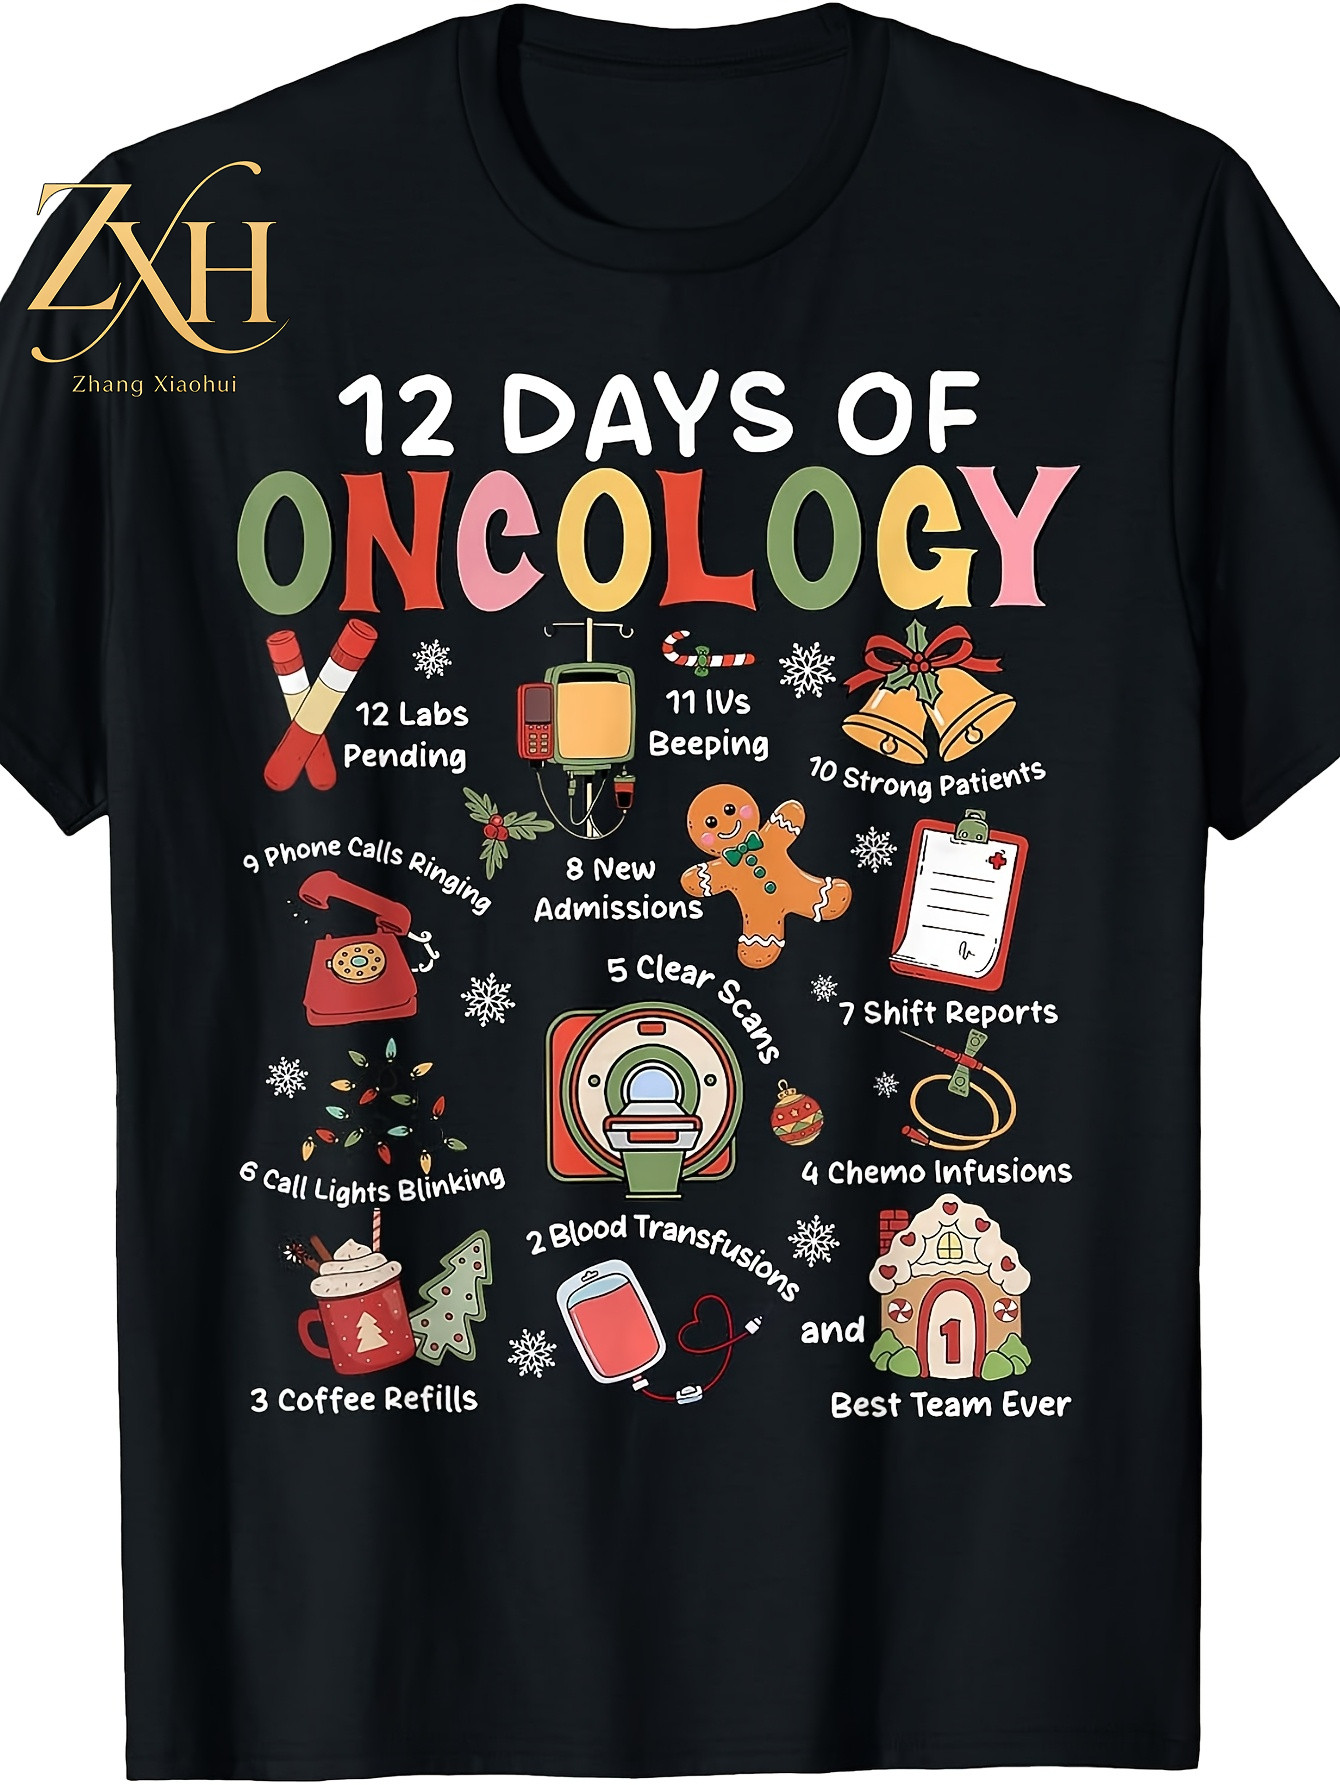 ZXH
Zhang Xiaohui
12 DAYS OF
ONCOLOGY
12 Labs
Pending
11 IVs
Beeping
10 Strong Patients
9 Phone Calls Ringing
8 New
Admissions
7 Shift Reports
6 Call Lights Blinking
5 Clear Scans
4 Chemo Infusions
3 Coffee Refills
2 Blood Transfusions
and
1
Best Team Ever